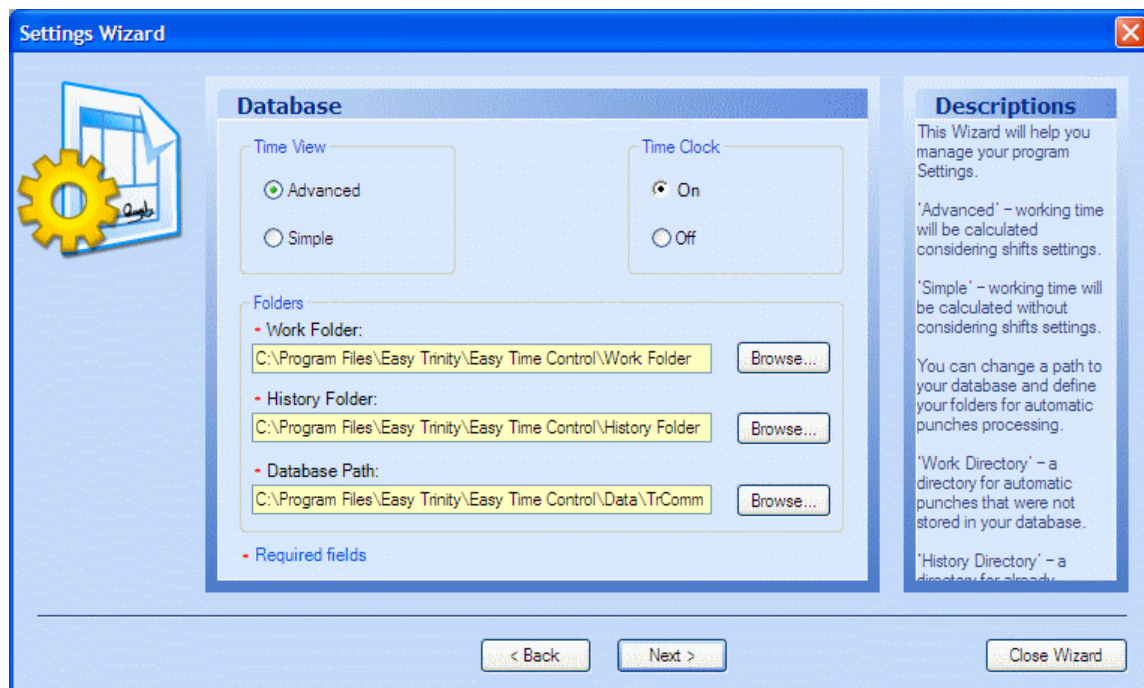 Settings Wizard
Database
Time View
Advanced
Simple
Time Clock
On
Off
Folders
* Work Folder:
C:\Program Files\Easy Trinity\Easy Time Control\Work Folder
Browse...
* History Folder:
C:\Program Files\Easy Trinity\Easy Time Control\History Folder
Browse...
* Database Path:
C:\Program Files\Easy Trinity\Easy Time Control\Data\TrComm
Browse...
* Required fields
Descriptions
This Wizard will help you
manage your program
Settings.
'Advanced' - working time
will be calculated
considering shifts settings.
'Simple' - working time will
be calculated without
considering shifts settings.
You can change a path to
your database and define
your folders for automatic
punches processing.
'Work Directory' - a
directory for automatic
punches that were not
stored in your database.
'History Directory' - a
directory for already
< Back
Next >
Close Wizard